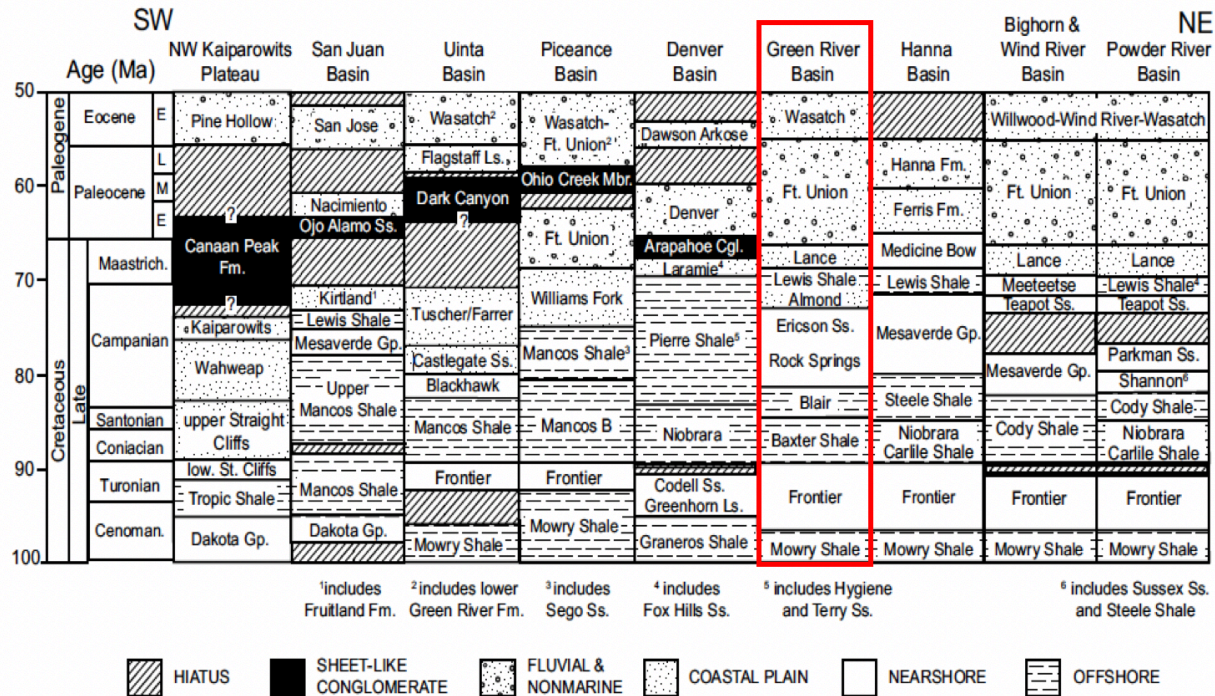 SW
NE
Age (Ma)
NW Kaiparowits
Plateau
San Juan
Basin
Uinta
Basin
Piceance
Basin
Denver
Basin
Green River
Basin
Hanna
Basin
Bighorn &
Wind River
Basin
Powder River
Basin
50
60
70
80
90
100
Paleogene
Cretaceous
Late
Eocene
E
Paleocene
L
M
E
Maastrich.
Campanian
Santonian
Coniacian
Turonian
Cenoman.
Pine Hollow
?
Canaan Peak
Fm.
?
Kaiparowits
Wahweap
upper Straight
Cliffs
low. St. Cliffs
Tropic Shale
Dakota Gp.
San Jose
Nacimiento
Ojo Alamo Ss.
Kirtland¹
Lewis Shale
Mesaverde Gp.
Upper
Mancos Shale
Mancos Shale
Dakota Gp.
Wasatch²
Flagstaff Ls.
Dark Canyon
?
Tuscher/Farrer
Castlegate Ss.
Blackhawk
Mancos Shale
Frontier
Mowry Shale
Wasatch-
Ft. Union²
Ohio Creek Mbr.
Ft. Union
Williams Fork
Mancos Shale³
Mancos B
Frontier
Mowry Shale
Dawson Arkose
Denver
Arapahoe Cgl.
Laramie⁴
Pierre Shale⁵
Niobrara
Codell Ss.
Greenhorn Ls.
Graneros Shale
Wasatch
Ft. Union
Lance
Lewis Shale
Almond
Ericson Ss.
Rock Springs
Blair
Baxter Shale
Frontier
Mowry Shale
Hanna Fm.
Ferris Fm.
Medicine Bow
Lewis Shale
Mesaverde Gp.
Steele Shale
Niobrara
Carlile Shale
Frontier
Mowry Shale
Willwood-Wind River-Wasatch
Ft. Union
Lance
Meeteetse
Teapot Ss.
Mesaverde Gp.
Cody Shale
Frontier
Mowry Shale
Ft. Union
Lance
Lewis Shale⁴
Teapot Ss.
Parkman Ss.
Shannon⁶
Cody Shale
Niobrara
Carlile Shale
Frontier
Mowry Shale
¹includes
Fruitland Fm.
² includes lower
Green River Fm.
³ includes
Sego Ss.
⁴ includes
Fox Hills Ss.
⁵ includes Hygiene
and Terry Ss.
⁶ includes Sussex Ss.
and Steele Shale
HIATUS
SHEET-LIKE
CONGLOMERATE
FLUVIAL &
NONMARINE
COASTAL PLAIN
NEARSHORE
OFFSHORE